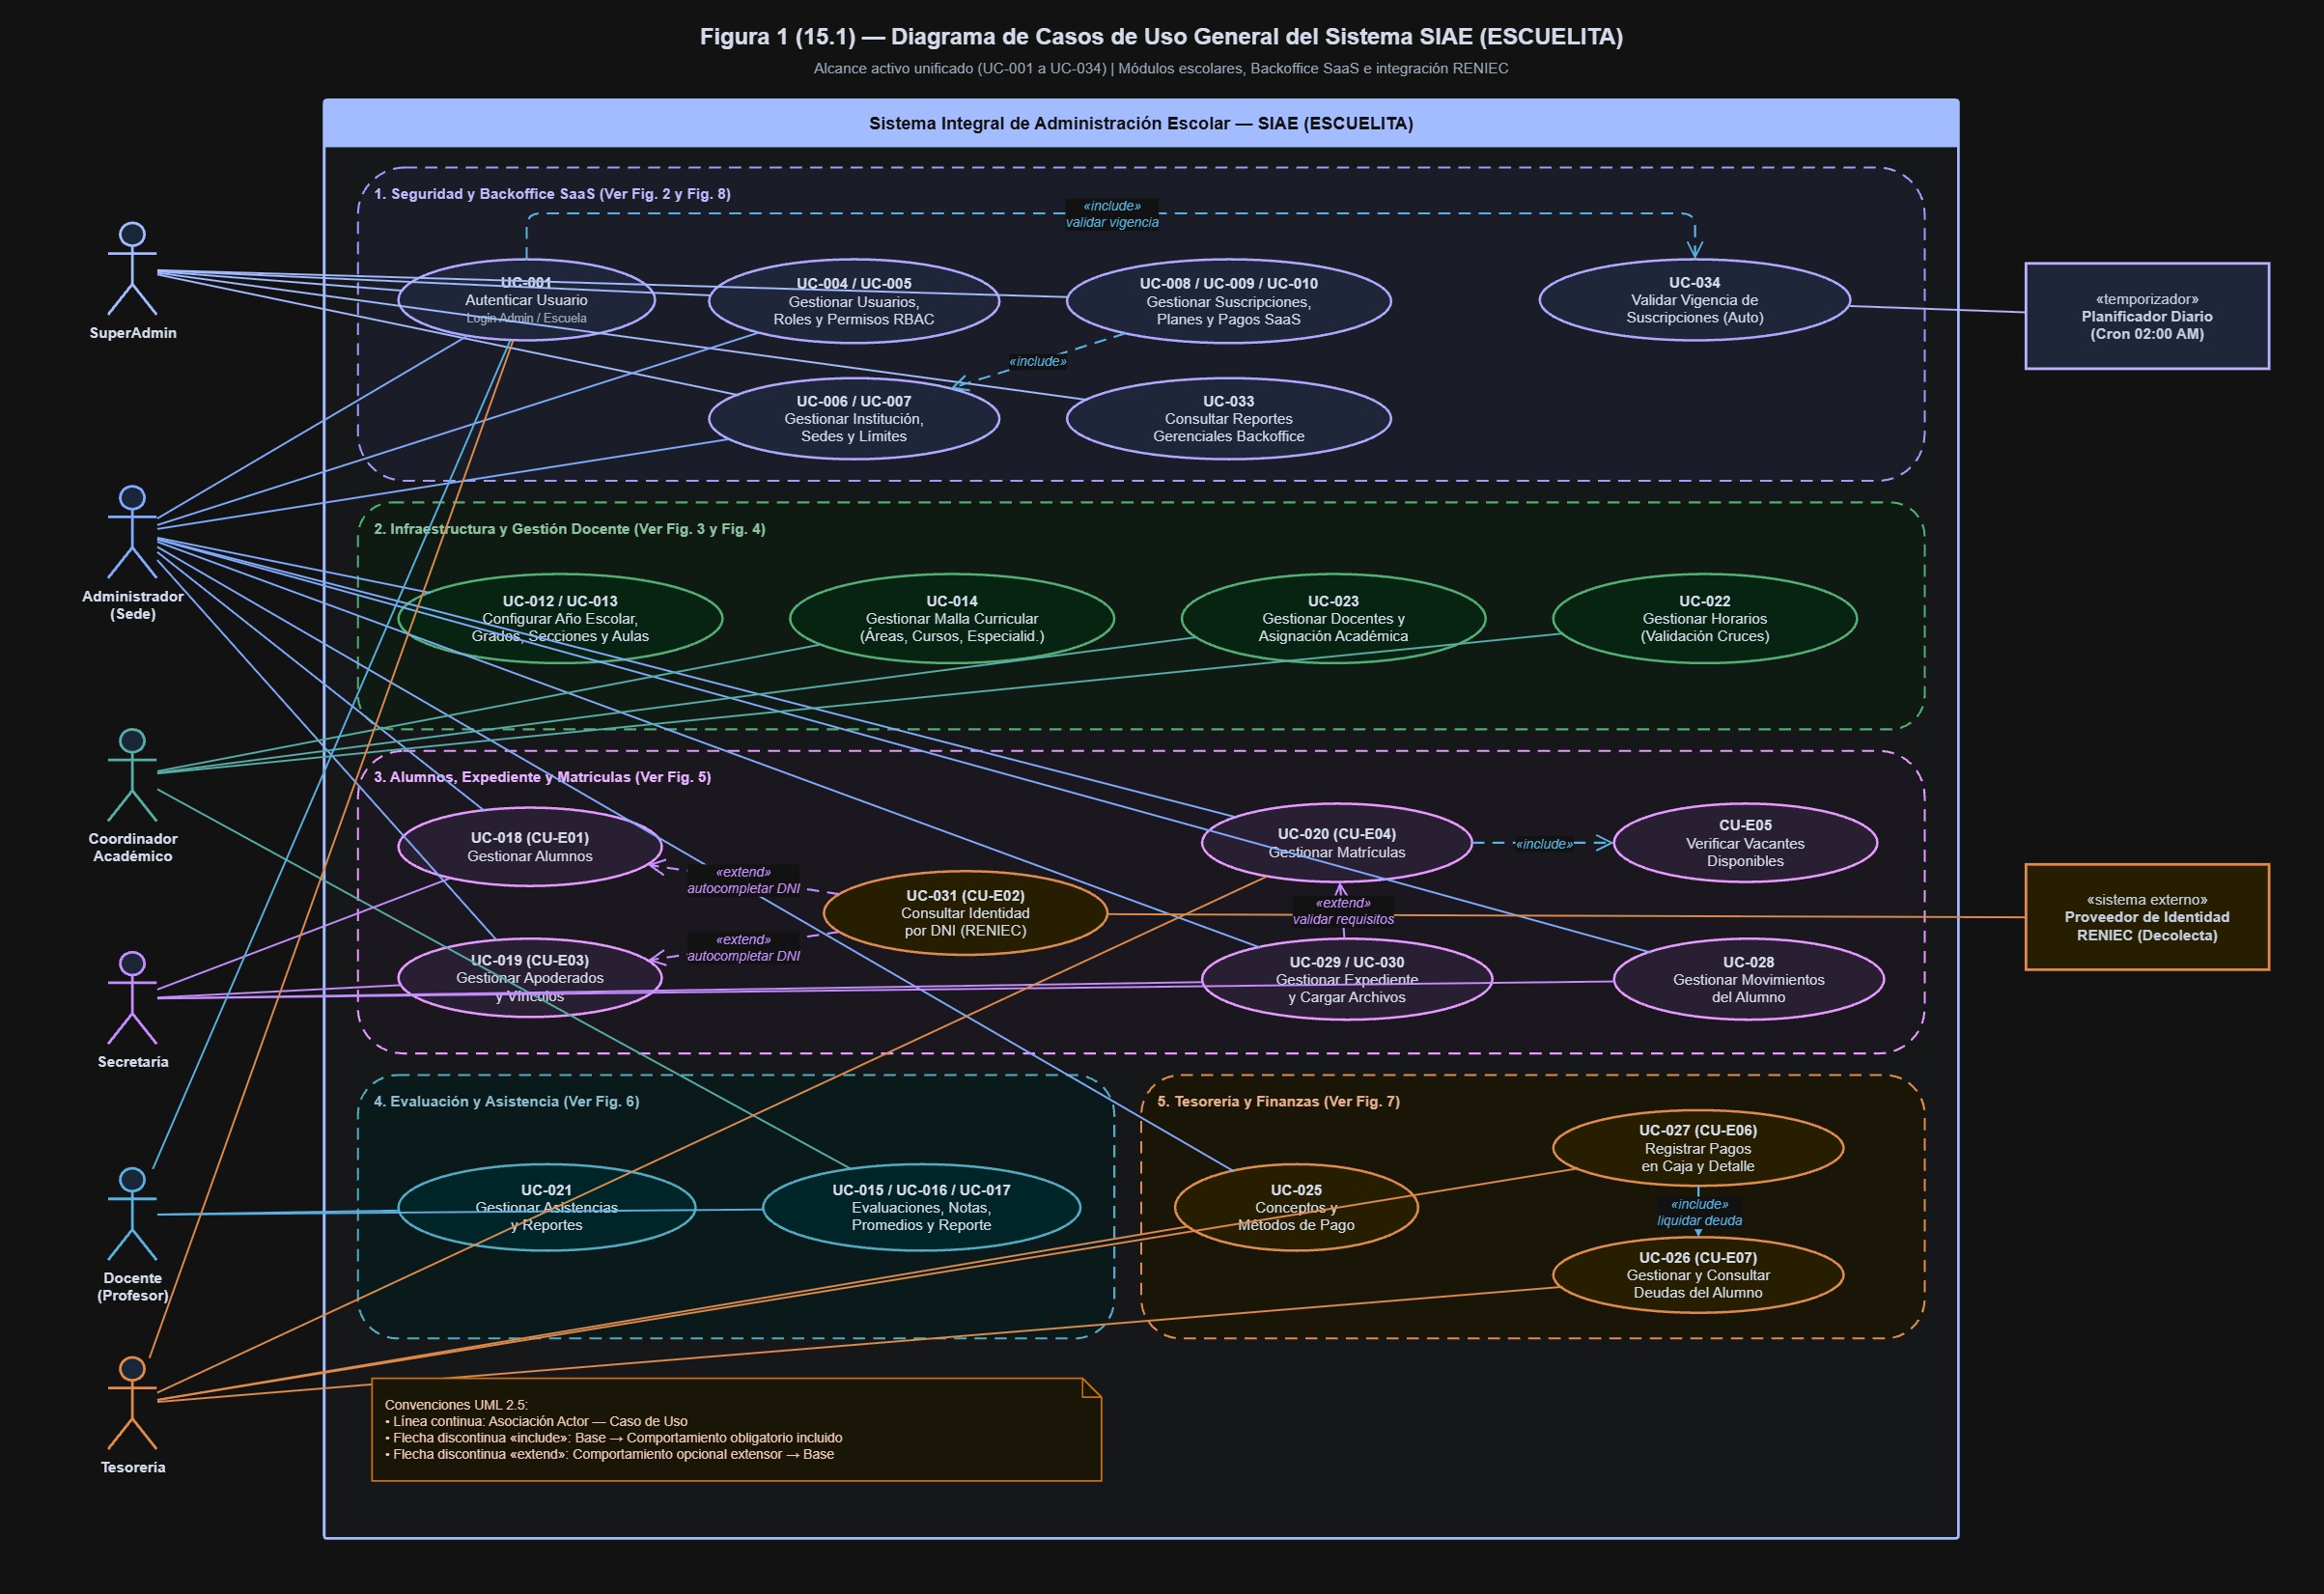 Figura 1 (15.1) — Diagrama de Casos de Uso General del Sistema SIAE (ESCUELITA)
Alcance activo unificado (UC-001 a UC-034) | Módulos escolares, Backoffice SaaS e integración RENIEC
Sistema Integral de Administración Escolar — SIAE (ESCUELITA)
1. Seguridad y Backoffice SaaS (Ver Fig. 2 y Fig. 8)
«include»
validar vigencia
SuperAdmin
UC-001
Autenticar Usuario
Login Admin / Escuela
UC-004 / UC-005
Gestionar Usuarios,
Roles y Permisos RBAC
UC-008 / UC-009 / UC-010
Gestionar Suscripciones,
Planes y Pagos SaaS
UC-034
Validar Vigencia de
Suscripciones (Auto)
«temporizador»
Planificador Diario
(Cron 02:00 AM)
«include»
UC-006 / UC-007
Gestionar Institución,
Sedes y Límites
UC-033
Consultar Reportes
Gerenciales Backoffice
Administrador
(Sede)
2. Infraestructura y Gestión Docente (Ver Fig. 3 y Fig. 4)
UC-012 / UC-013
Configurar Año Escolar,
Grados, Secciones y Aulas
UC-014
Gestionar Malla Curricular
(Áreas, Cursos, Especialid.)
UC-023
Gestionar Docentes y
Asignación Académica
UC-022
Gestionar Horarios
(Validación Cruces)
Coordinador
Académico
3. Alumnos, Expediente y Matrículas (Ver Fig. 5)
UC-018 (CU-E01)
Gestionar Alumnos
«extend»
autocompletar DNI
UC-031 (CU-E02)
Consultar Identidad
por DNI (RENIEC)
UC-020 (CU-E04)
Gestionar Matrículas
«include»
CU-E05
Verificar Vacantes
Disponibles
«extend»
validar requisitos
«sistema externo»
Proveedor de Identidad
RENIEC (Decolecta)
«extend»
autocompletar DNI
Secretaría
UC-019 (CU-E03)
Gestionar Apoderados
y Vínculos
UC-029 / UC-030
Gestionar Expediente
y Cargar Archivos
UC-028
Gestionar Movimientos
del Alumno
4. Evaluación y Asistencia (Ver Fig. 6)
UC-021
Gestionar Asistencias
y Reportes
UC-015 / UC-016 / UC-017
Evaluaciones, Notas,
Promedios y Reporte
Docente
(Profesor)
5. Tesorería y Finanzas (Ver Fig. 7)
UC-025
Conceptos y
Métodos de Pago
UC-027 (CU-E06)
Registrar Pagos
en Caja y Detalle
«include»
liquidar deuda
UC-026 (CU-E07)
Gestionar y Consultar
Deudas del Alumno
Tesorería
Convenciones UML 2.5:
• Línea continua: Asociación Actor — Caso de Uso
• Flecha discontinua «include»: Base → Comportamiento obligatorio incluido
• Flecha discontinua «extend»: Comportamiento opcional extensor → Base